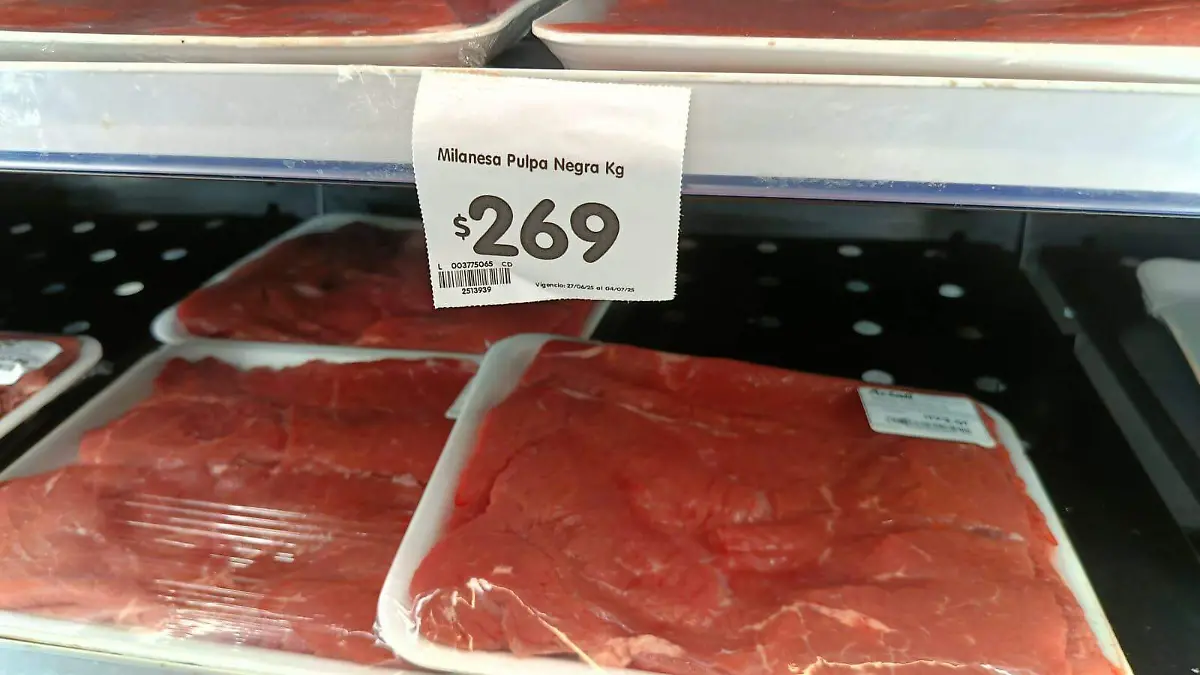 Milanesa Pulpa Negra Kg
$269
L 003775065 CD
2513939
Vigencia: 27/06/25 al 04/07/25